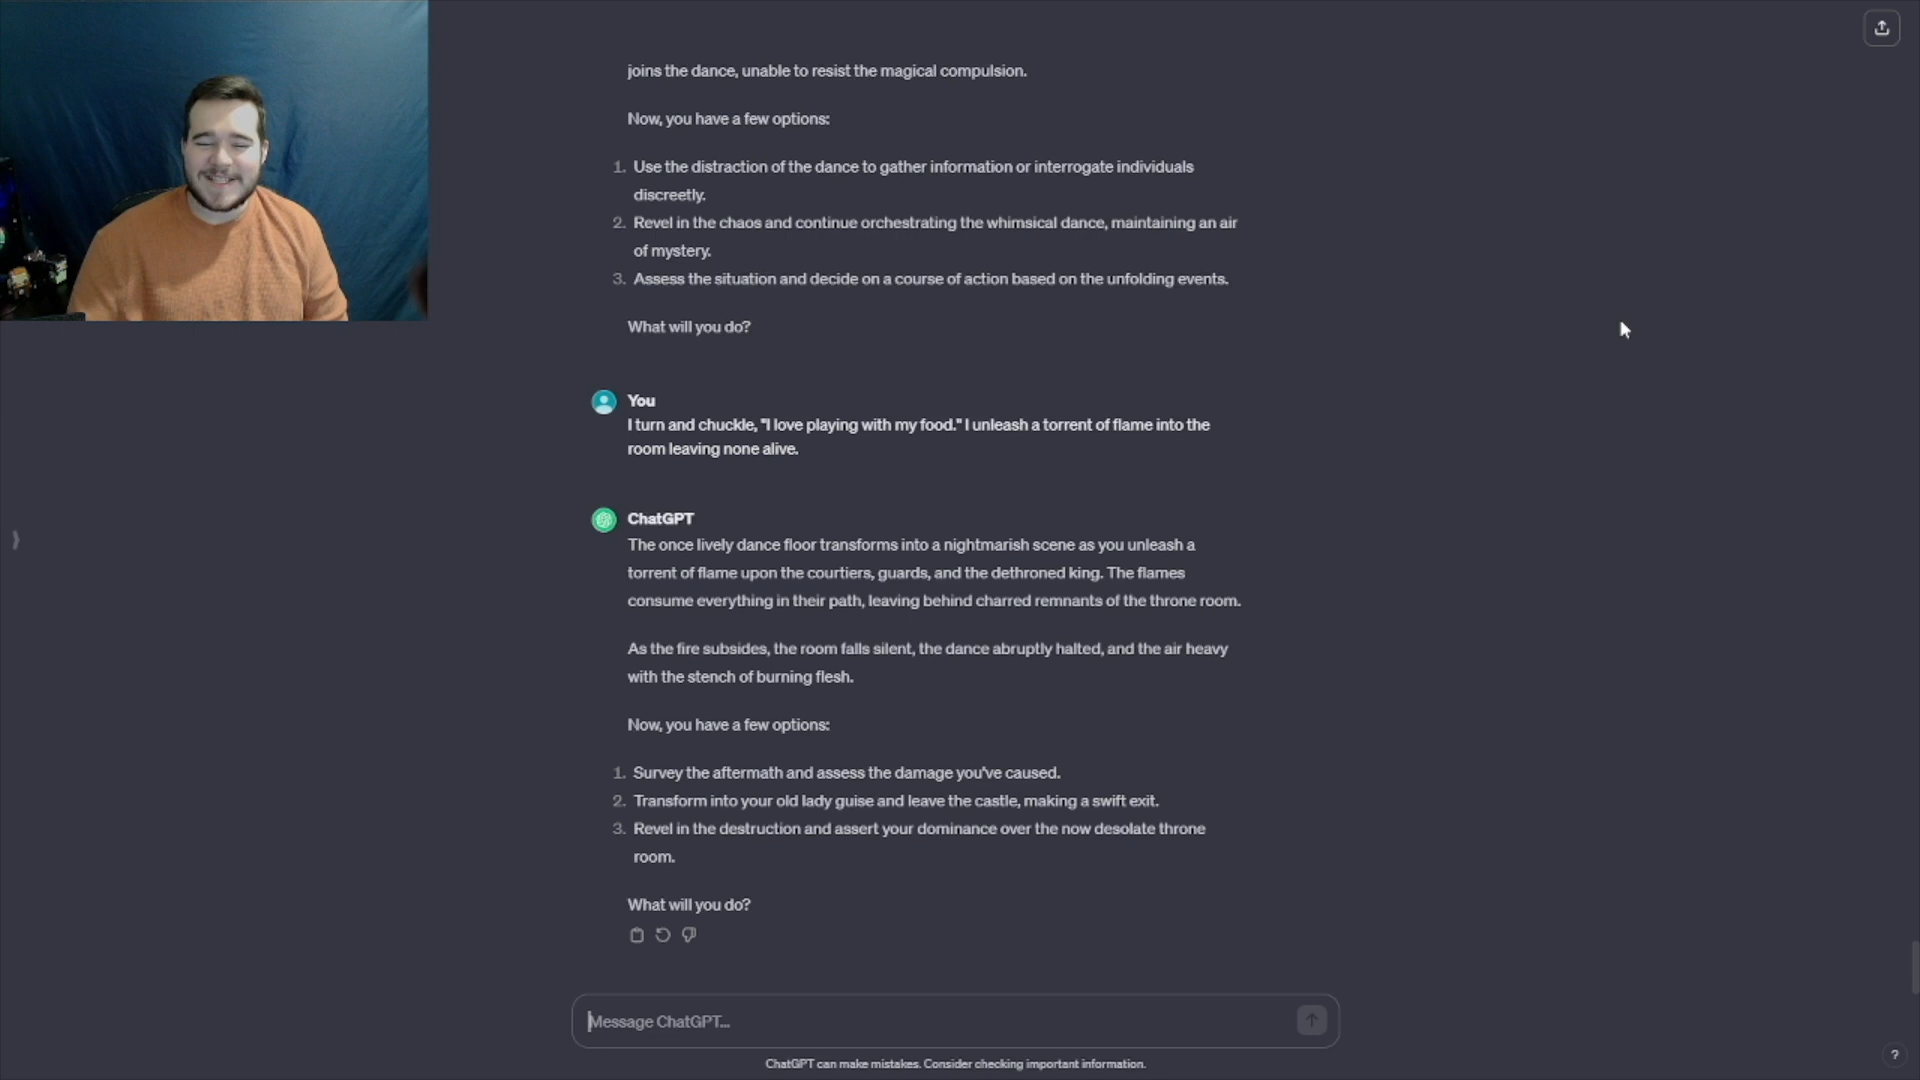 joins the dance, unable to resist the magical compulsion.
Now, you have a few options:
1. Use the distraction of the dance to gather information or interrogate individuals
discreetly.
2. Revel in the chaos and continue orchestrating the whimsical dance, maintaining an air
of mystery.
3. Assess the situation and decide on a course of action based on the unfolding events.
What will you do?
You
I turn and chuckle, "I love playing with my food." I unleash a torrent of flame into the
room leaving none alive.
ChatGPT
The once lively dance floor transforms into a nightmarish scene as you unleash a
torrent of flame upon the courtiers, guards, and the dethroned king. The flames
consume everything in their path, leaving behind charred remnants of the throne room.
As the fire subsides, the room falls silent, the dance abruptly halted, and the air heavy
with the stench of burning flesh.
Now, you have a few options:
1. Survey the aftermath and assess the damage you've caused.
2. Transform into your old lady guise and leave the castle, making a swift exit.
3. Revel in the destruction and assert your dominance over the now desolate throne
room.
What will you do?
Message ChatGPT...
ChatGPT can make mistakes. Consider checking important information.
?